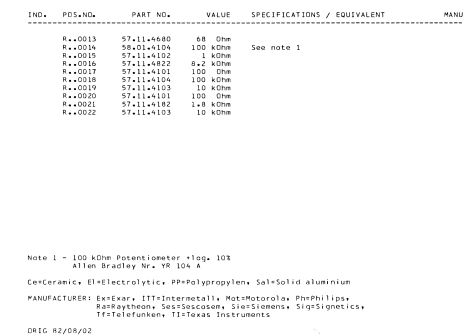 IND. POS.NO. PART NO. VALUE SPECIFICATIONS / EQUIVALENT MANU
R..0013 57.11.4680 68 Ohm
R..0014 58.01.4104 100 kOhm See note 1
R..0015 57.11.4102 1 kOhm
R..0016 57.11.4822 8.2 kOhm
R..0017 57.11.4101 100 Ohm
R..0018 57.11.4104 100 kOhm
R..0019 57.11.4103 10 kOhm
R..0020 57.11.4101 100 Ohm
R..0021 57.11.4182 1.8 kOhm
R..0022 57.11.4103 10 kOhm
Note 1 - 100 kOhm Potentiometer +log. 10%
Allen Bradley Nr. YR 104 A
Ce=Ceramic, El=Electrolytic, PP=Polypropylen, Sal=Solid aluminium
MANUFACTURER: Ex=Exar, ITT=Intermetall, Mot=Motorola, Ph=Philips,
Ra=Raytheon, Ses=Sescosem, Sie=Siemens, Sig=Signetics,
Tf=Telefunken, TI=Texas Instruments
ORIG 82/08/02